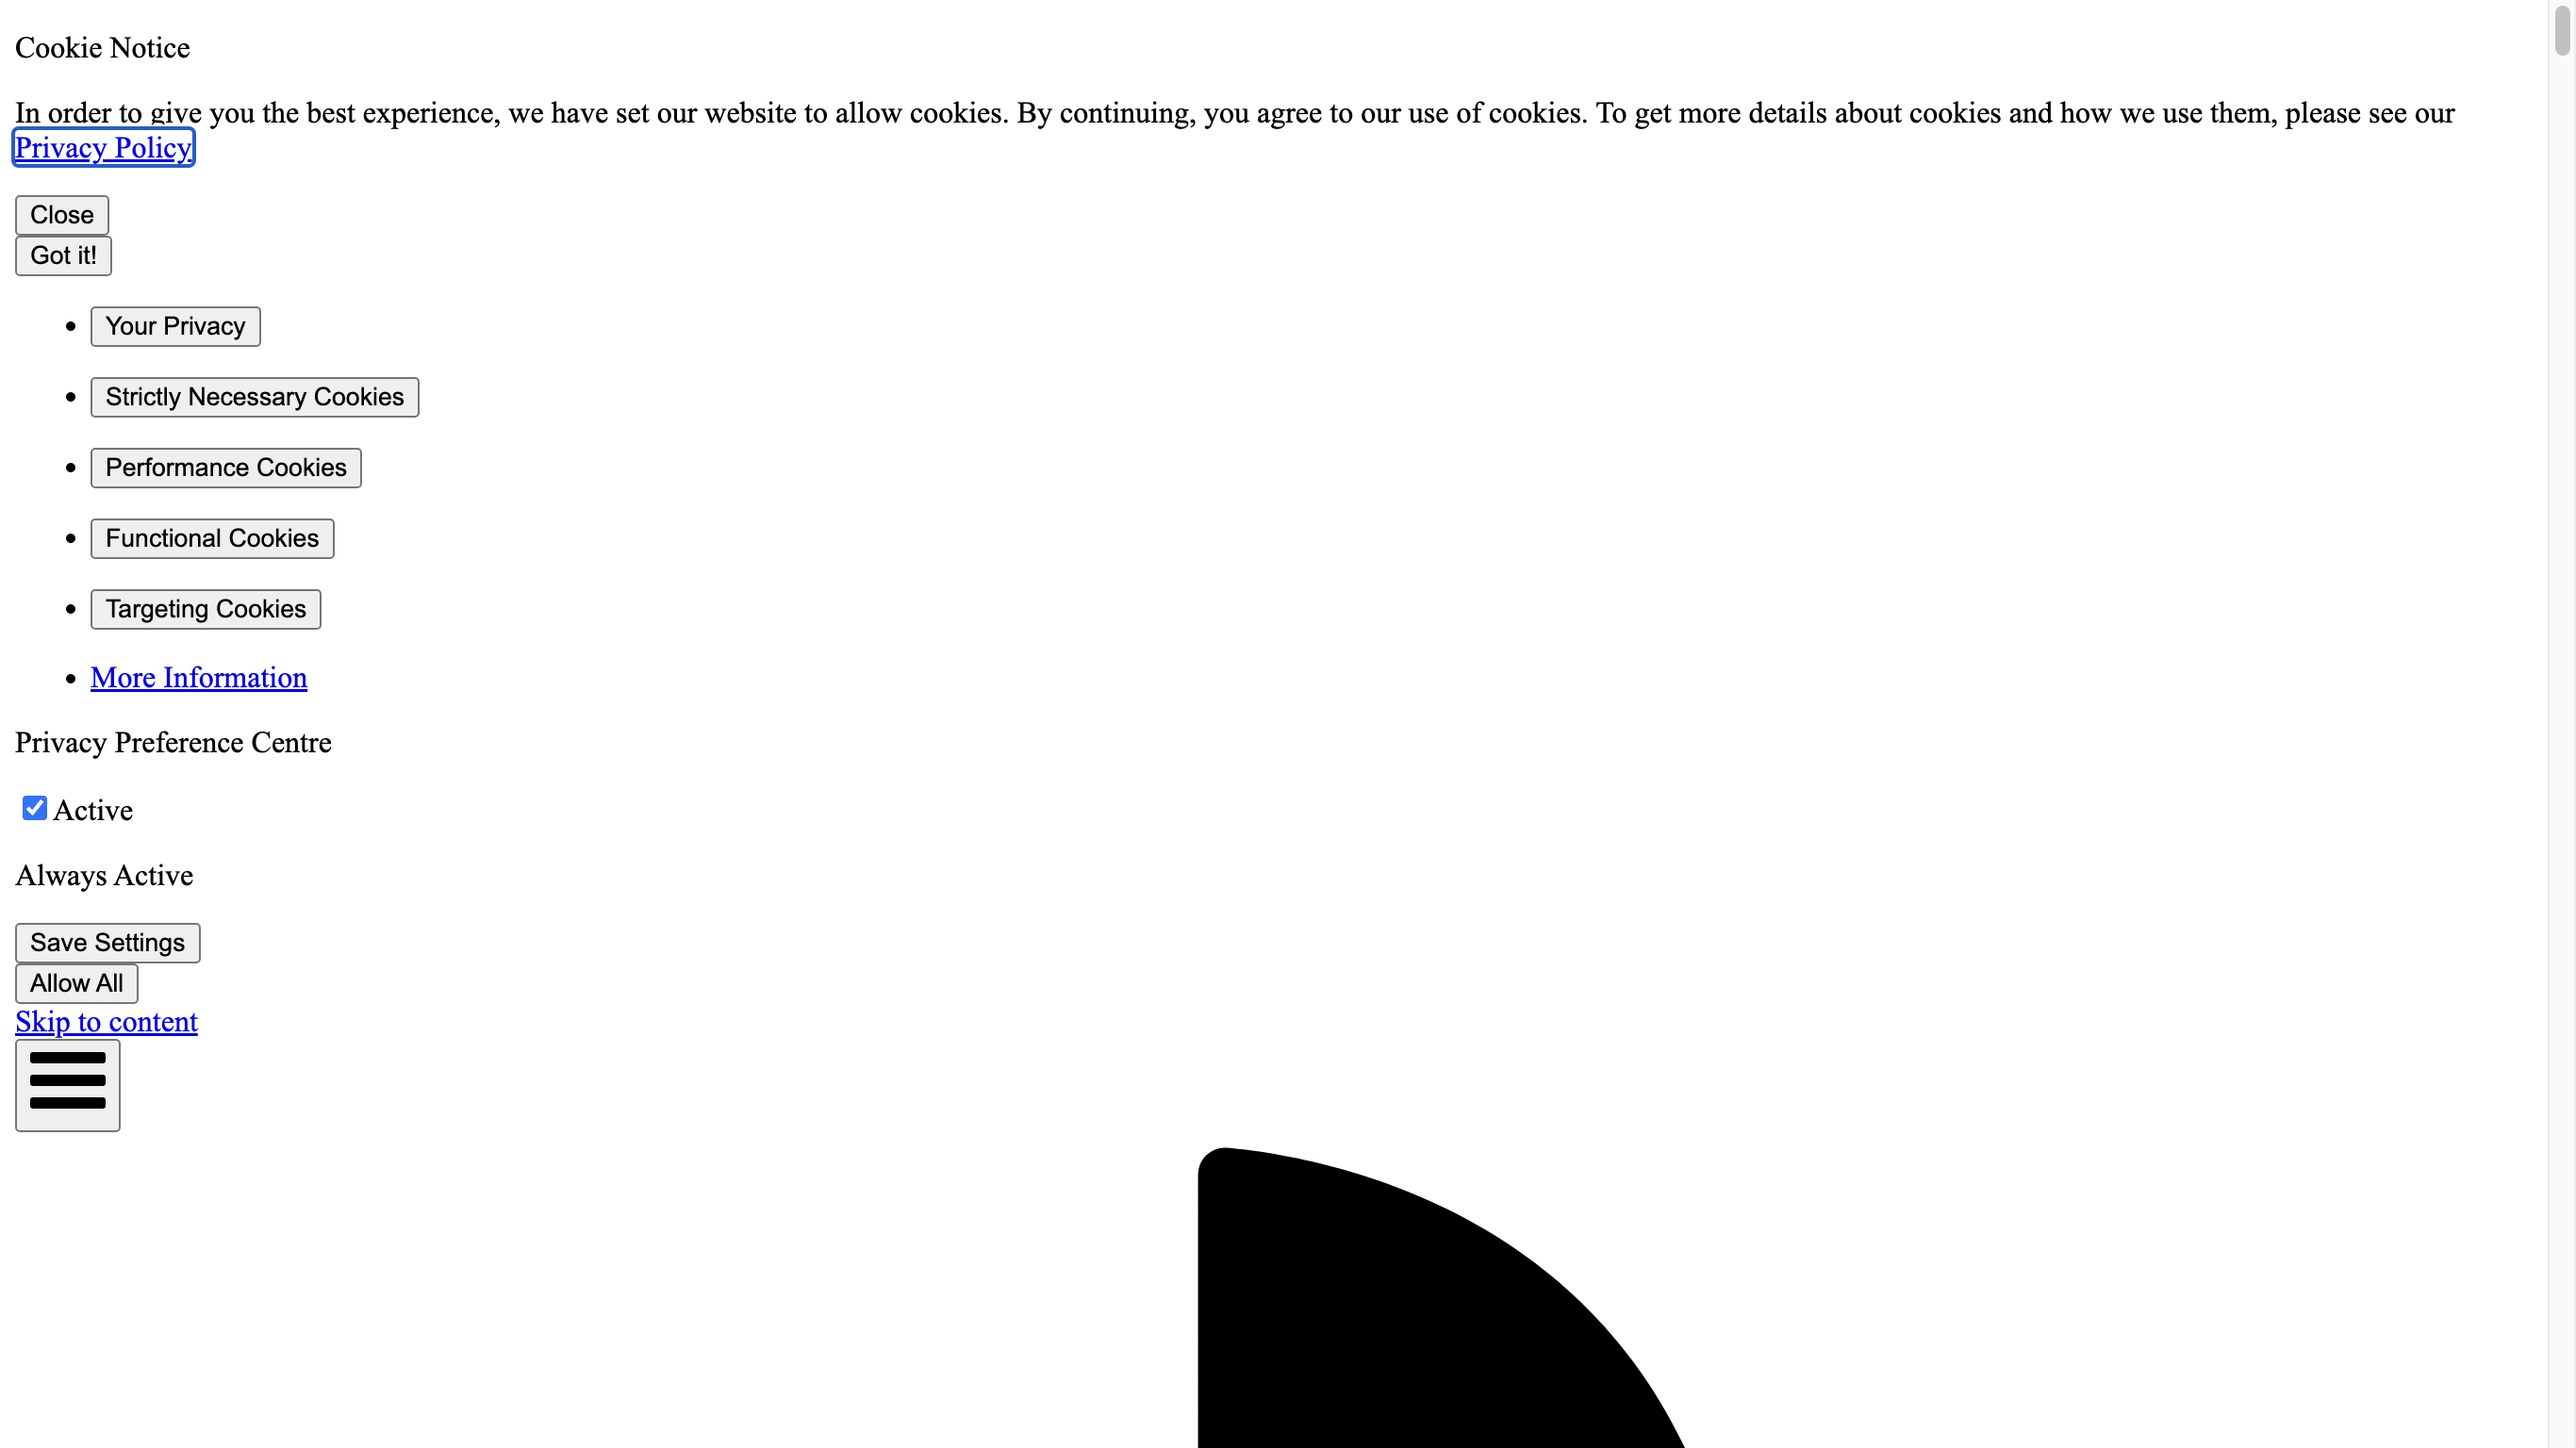 Cookie Notice
In order to give you the best experience, we have set our website to allow cookies. By continuing, you agree to our use of cookies. To get more details about cookies and how we use them, please see our
Privacy Policy
Close
Got it!
Your Privacy
Strictly Necessary Cookies
Performance Cookies
Functional Cookies
Targeting Cookies
More Information
Privacy Preference Centre
Active
Always Active
Save Settings
Allow All
Skip to content